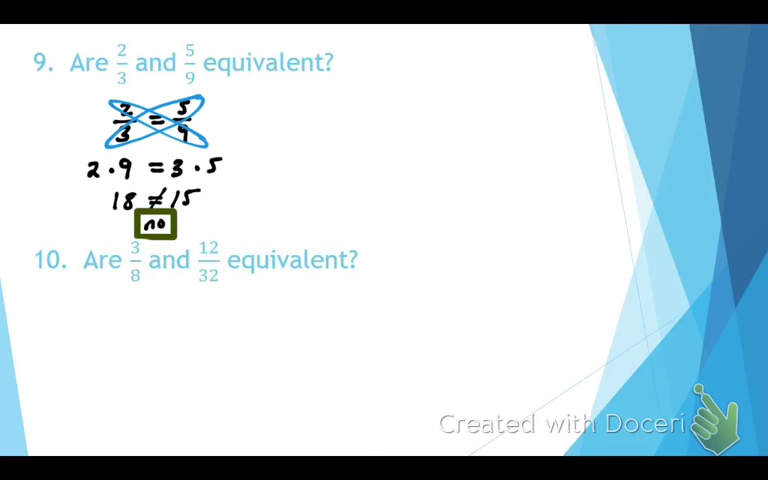 9. Are 2/3 and 5/9 equivalent?
2/3 = 5/9
2 · 9 = 3 · 5
18 ≠ 15
no
10. Are 3/8 and 12/32 equivalent?
Created with Doceri